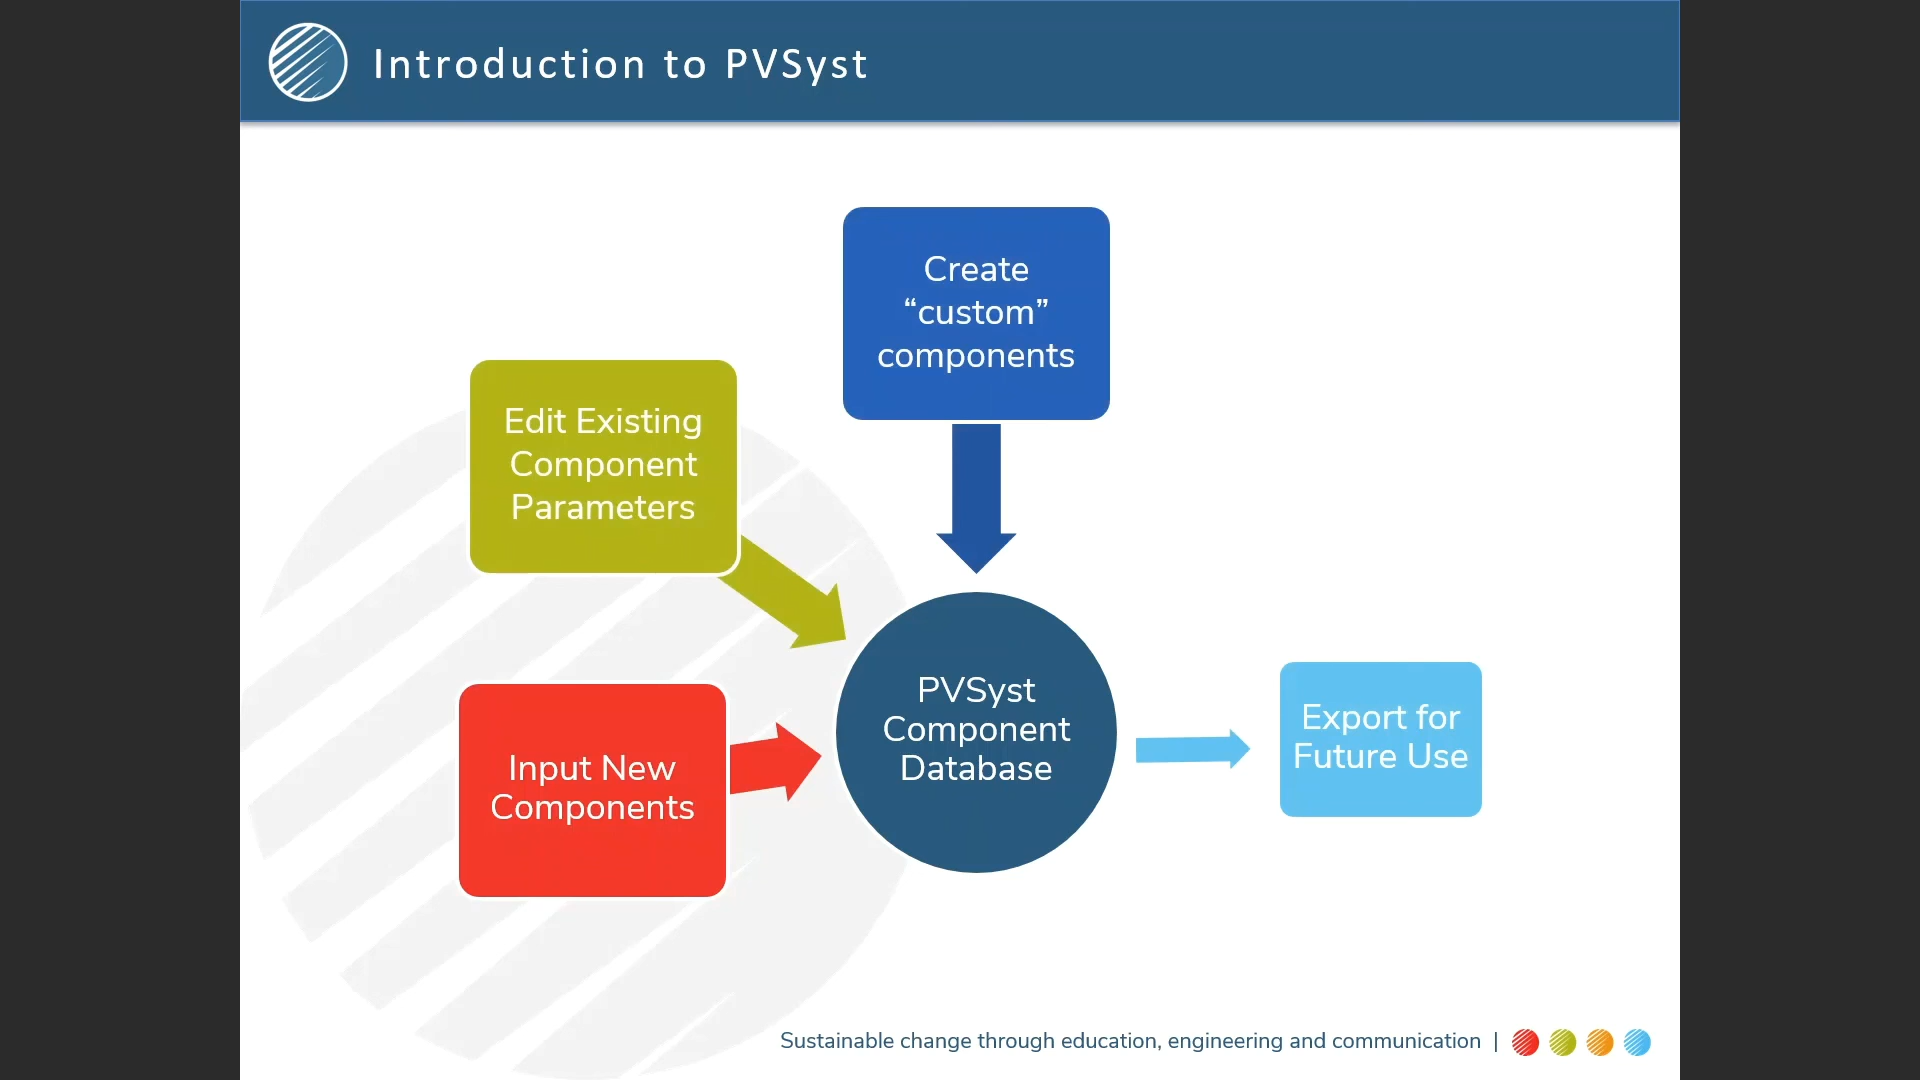 Introduction to PVSyst
Create
“custom”
components
Edit Existing
Component
Parameters
Input New
Components
PVSyst
Component
Database
Export for
Future Use
Sustainable change through education, engineering and communication |